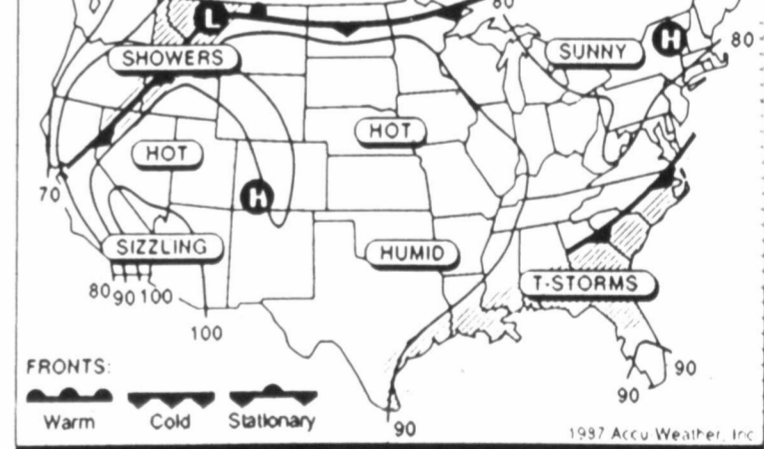 80
L
H
80
SUNNY
SHOWERS
HOT
HOT
70
H
SIZZLING
HUMID
T-STORMS
80 90 100
100
FRONTS:
90
90
Warm
Cold
Stationary
90
1987 Accu Weather, Inc